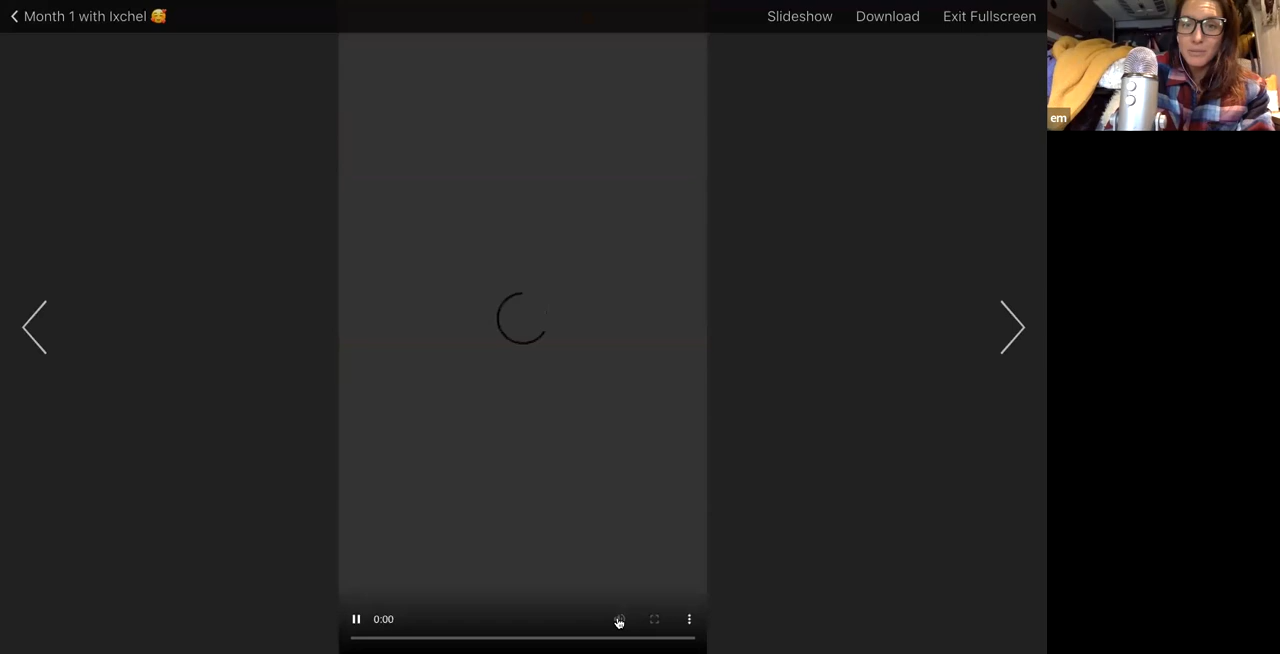 Month 1 with Ixchel 🥰
Slideshow
Download
Exit Fullscreen
em
0:00